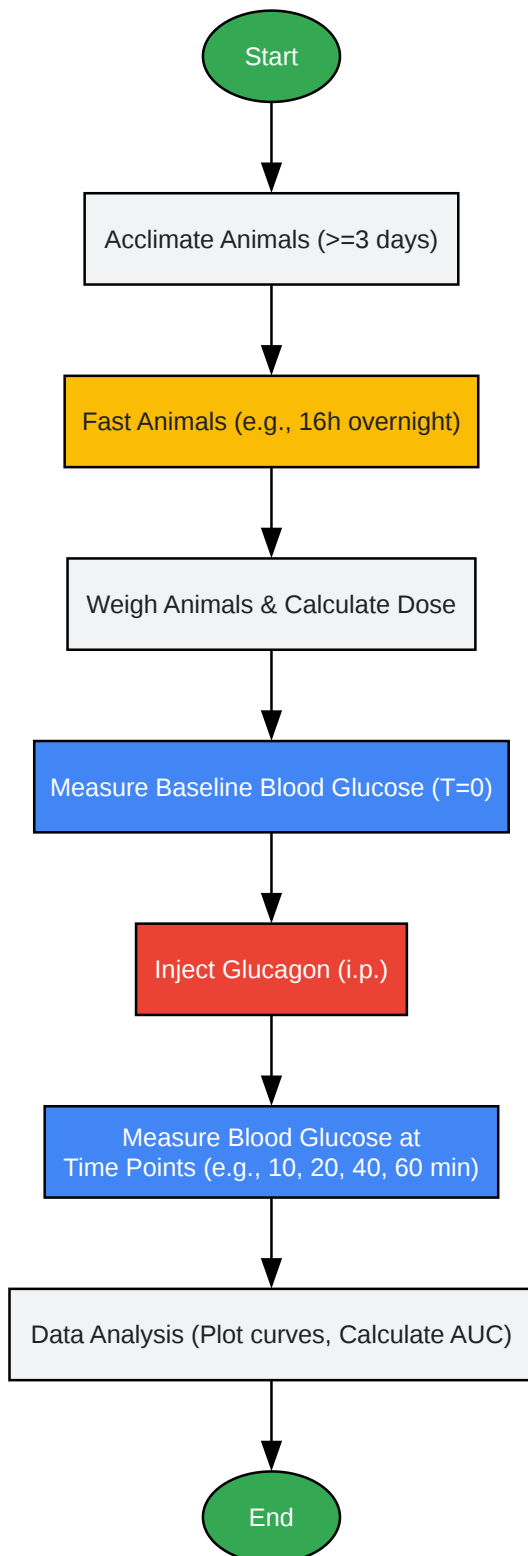 Start
Acclimate Animals (>=3 days)
Fast Animals (e.g., 16h overnight)
Weigh Animals & Calculate Dose
Measure Baseline Blood Glucose (T=0)
Inject Glucagon (i.p.)
Measure Blood Glucose at
Time Points (e.g., 10, 20, 40, 60 min)
Data Analysis (Plot curves, Calculate AUC)
End